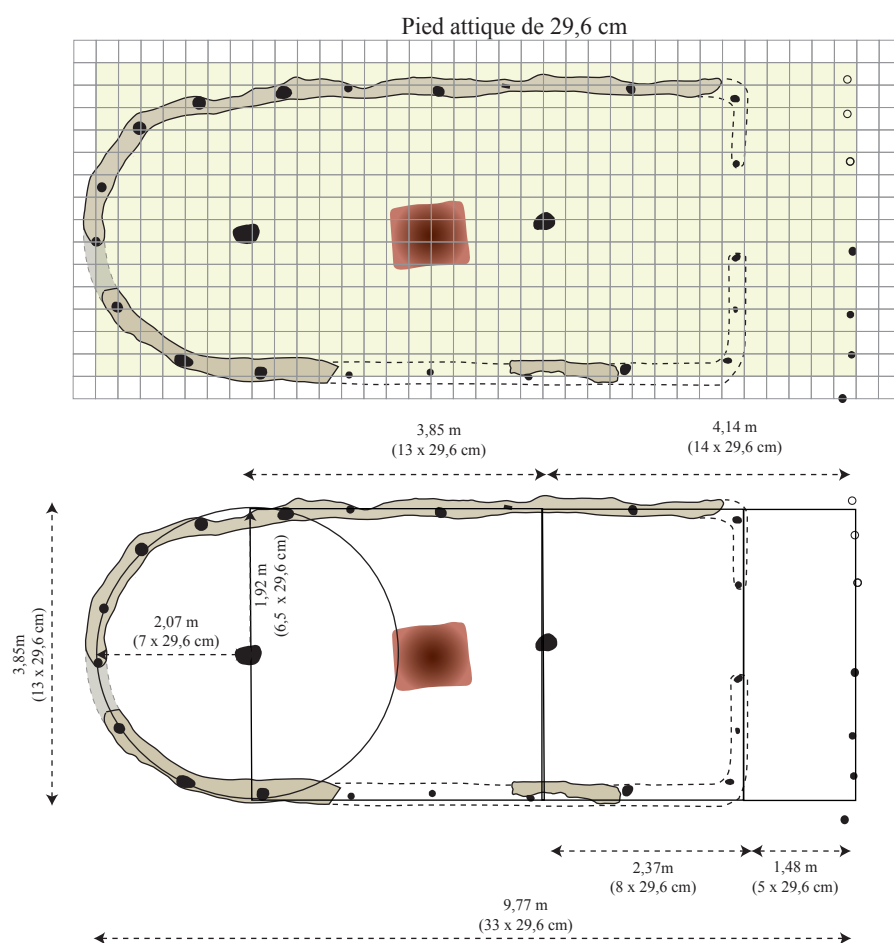 Pied attique de 29,6 cm
3,85 m
(13 x 29,6 cm)
4,14 m
(14 x 29,6 cm)
3,85m
(13 x 29,6 cm)
2,07 m
(7 x 29,6 cm)
1,92 m
(6,5 x 29,6 cm)
2,37m
(8 x 29,6 cm)
1,48 m
(5 x 29,6 cm)
9,77 m
(33 x 29,6 cm)